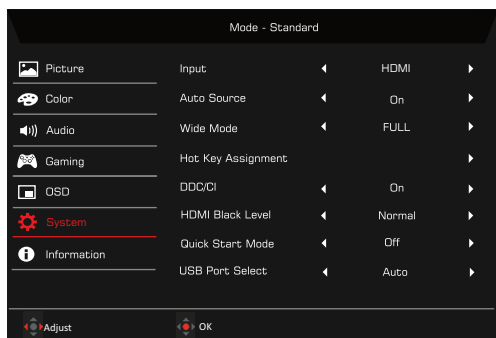 Mode - Standard
Picture
Color
Audio
Gaming
OSD
System
Information
Input HDMI
Auto Source On
Wide Mode FULL
Hot Key Assignment
DDC/CI On
HDMI Black Level Normal
Quick Start Mode Off
USB Port Select Auto
Adjust OK